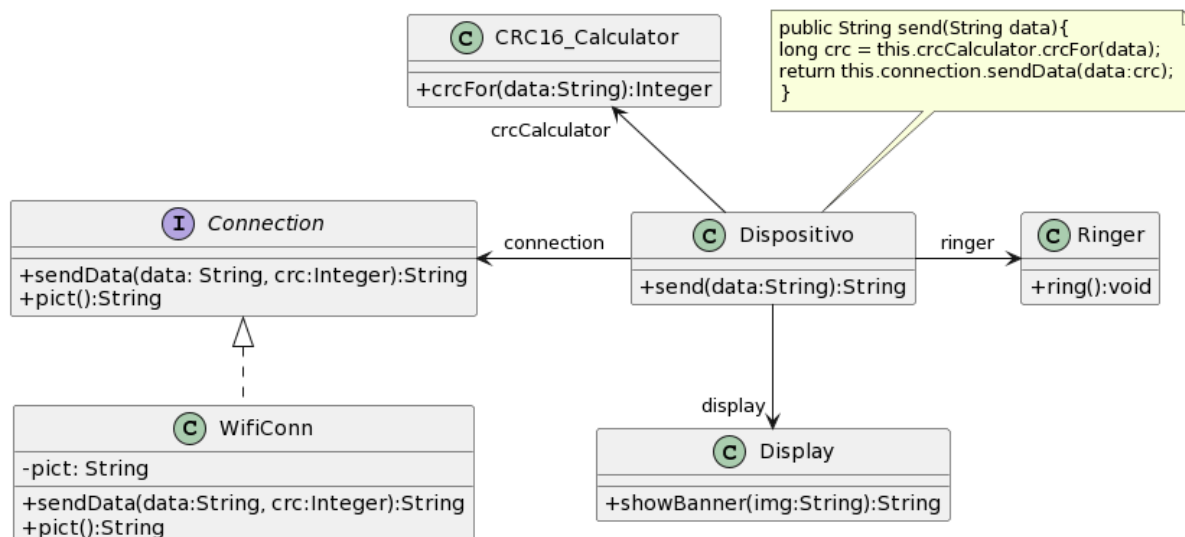 C CRC16_Calculator
+crcFor(data:String):Integer
public String send(String data){
long crc = this.crcCalculator.crcFor(data);
return this.connection.sendData(data:crc);
}
crcCalculator
I Connection
+sendData(data: String, crc:Integer):String
+pict():String
connection
C Dispositivo
+send(data:String):String
ringer
C Ringer
+ring():void
C WifiConn
-pict: String
+sendData(data:String, crc:Integer):String
+pict():String
display
C Display
+showBanner(img:String):String